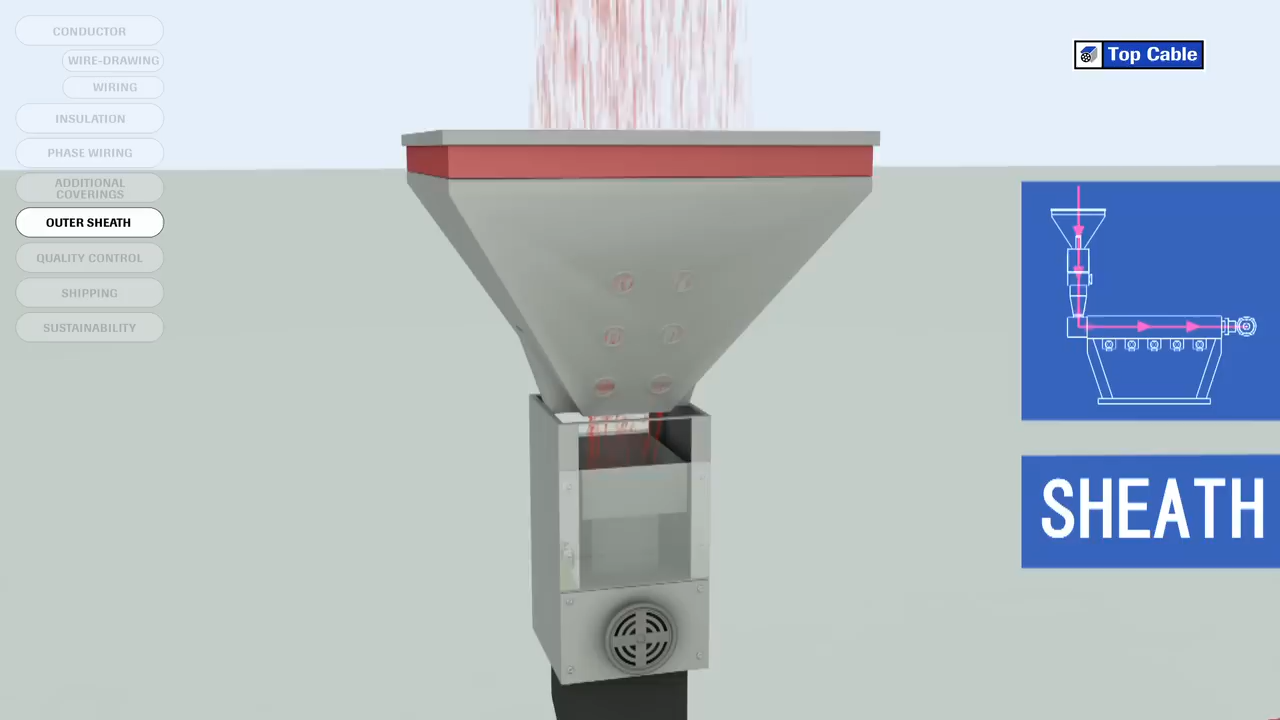 CONDUCTOR
WIRE-DRAWING
WIRING
INSULATION
PHASE WIRING
ADDITIONAL
COVERINGS
OUTER SHEATH
QUALITY CONTROL
SHIPPING
SUSTAINABILITY
Top Cable
SHEATH